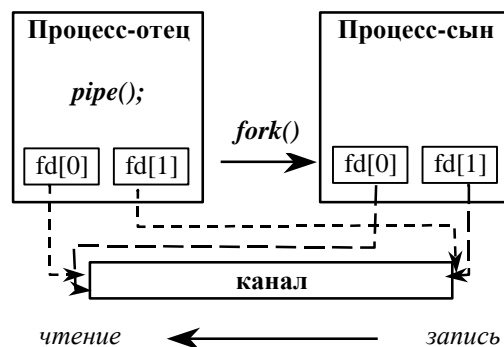 Процесс-отец Процесс-сын
pipe();
fork()
fd[0] fd[1] fd[0] fd[1]
канал
чтение запись